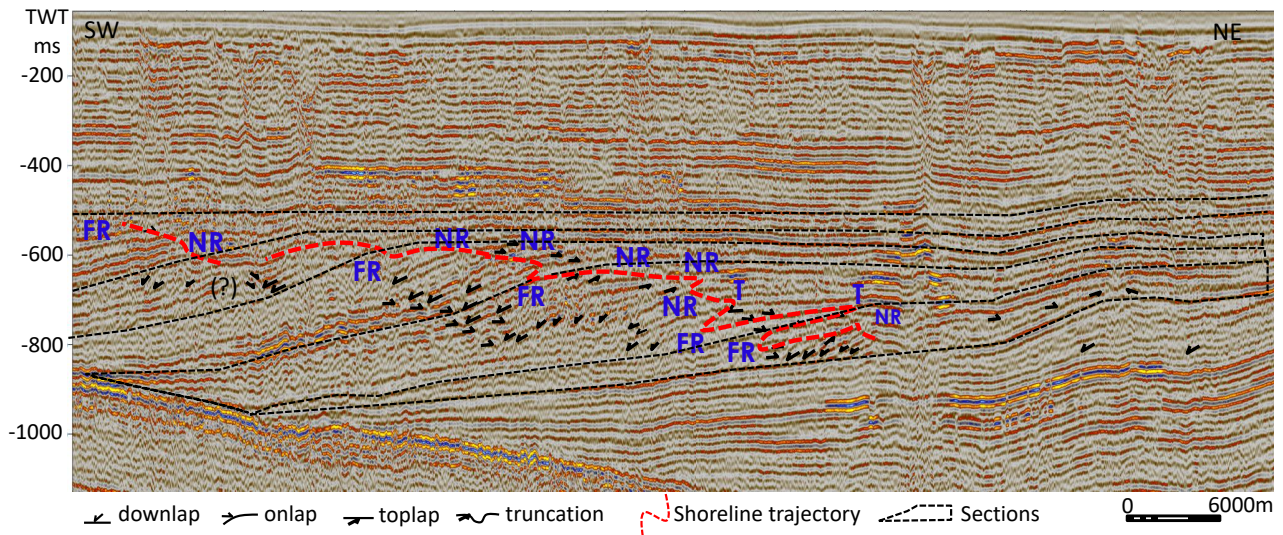 TWT
SW
NE
ms
-200
-400
-600
-800
-1000
FR
NR
NR
NR
NR
NR
(?)
FR
FR
NR
T
T
NR
NR
FR
FR
downlap
onlap
toplap
truncation
Shoreline trajectory
Sections
0
6000m